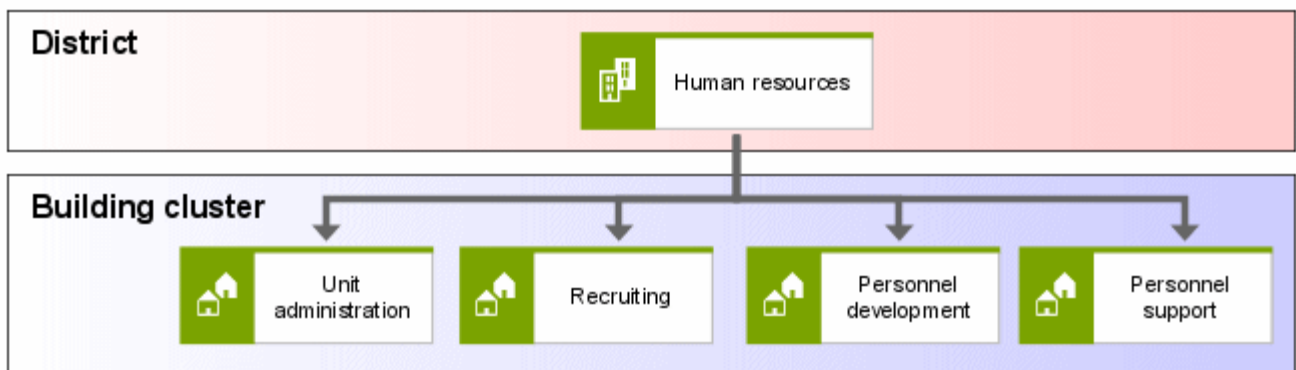 District
Human resources
Building cluster
Unit
administration
Recruiting
Personnel
development
Personnel
support